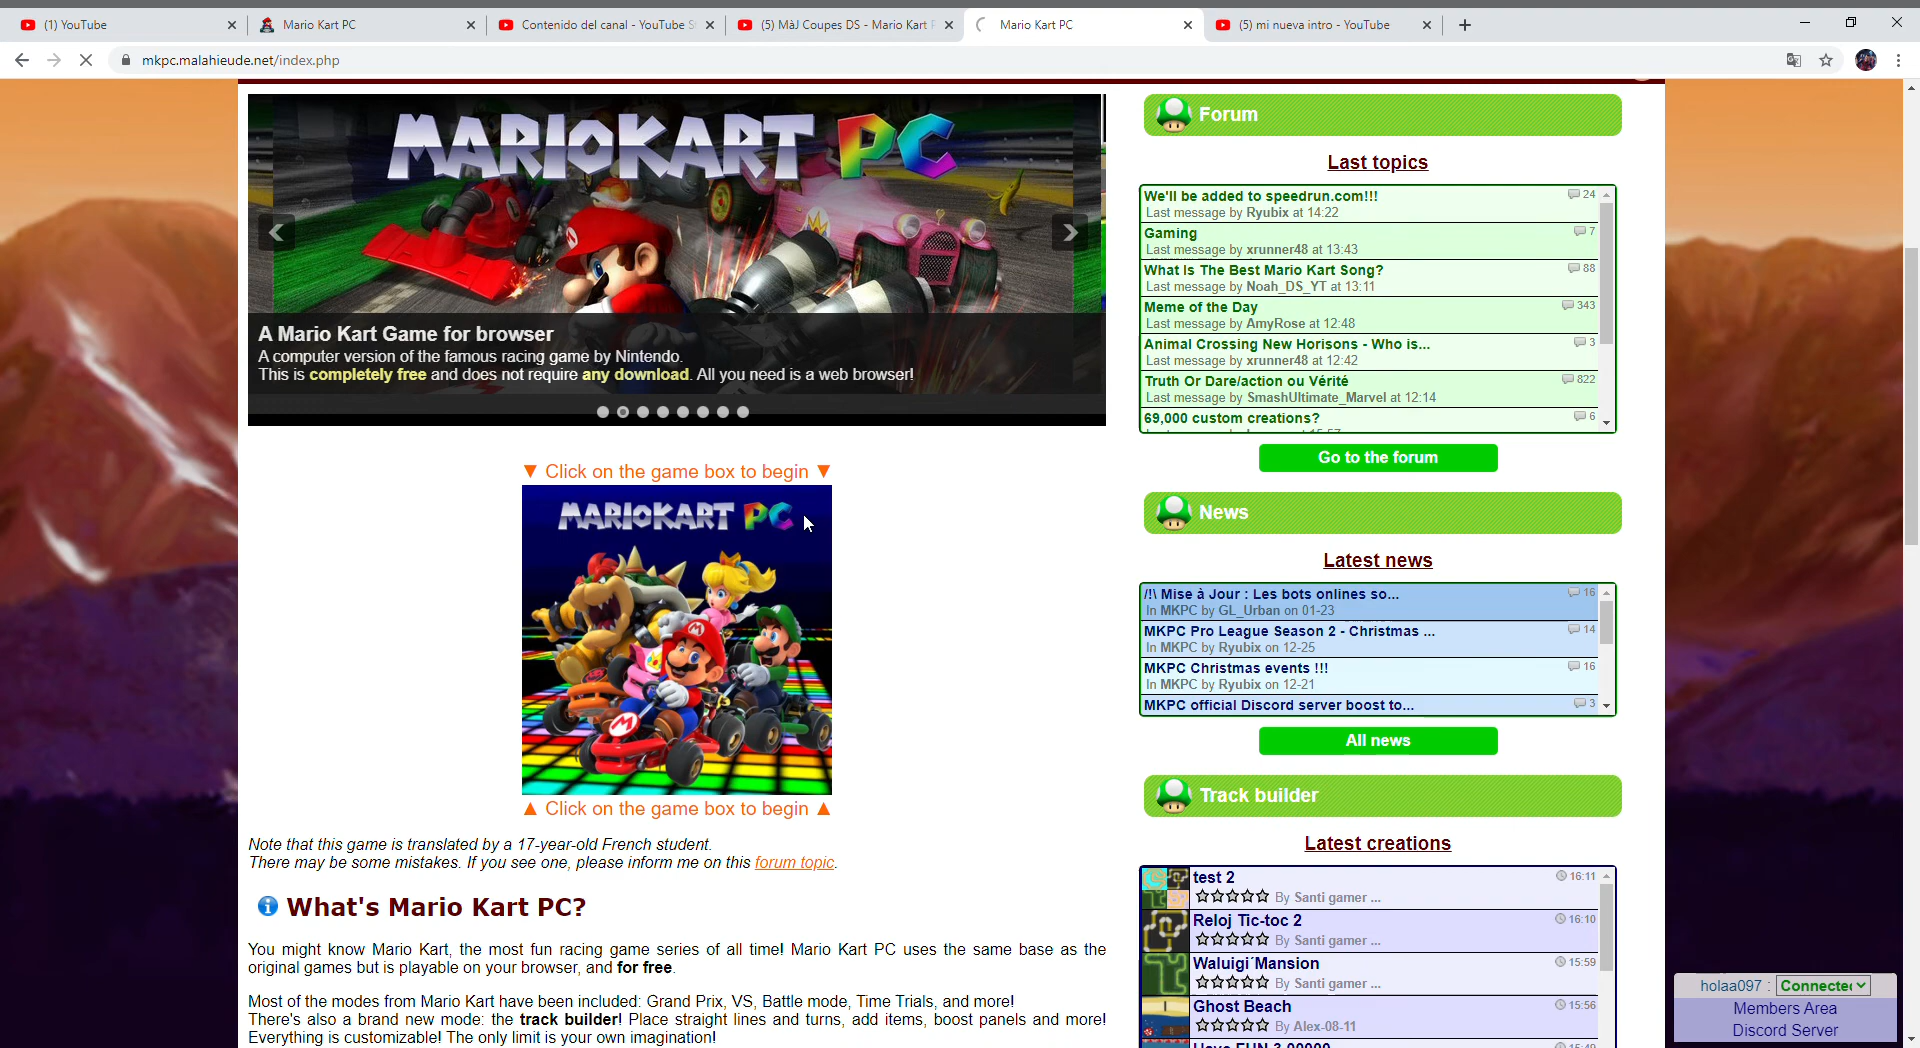 (1) YouTube
Mario Kart PC
Contenido del canal - YouTube S
(5) MàJ Coupes DS - Mario Kart P
Mario Kart PC
(5) mi nueva intro - YouTube
mkpc.malahieude.net/index.php
MARIOKART PC
A Mario Kart Game for browser
A computer version of the famous racing game by Nintendo.
This is completely free and does not require any download. All you need is a web browser!
▼ Click on the game box to begin ▼
MARIOKART PC
▲ Click on the game box to begin ▲
Note that this game is translated by a 17-year-old French student.
There may be some mistakes. If you see one, please inform me on this forum topic.
What's Mario Kart PC?
You might know Mario Kart, the most fun racing game series of all time! Mario Kart PC uses the same base as the
original games but is playable on your browser, and for free.
Most of the modes from Mario Kart have been included: Grand Prix, VS, Battle mode, Time Trials, and more!
There's also a brand new mode: the track builder! Place straight lines and turns, add items, boost panels and more!
Everything is customizable! The only limit is your own imagination!
Forum
Last topics
We'll be added to speedrun.com!!! 24
Last message by Ryubix at 14:22
Gaming 7
Last message by xrunner48 at 13:43
What Is The Best Mario Kart Song? 88
Last message by Noah_DS_YT at 13:11
Meme of the Day 343
Last message by AmyRose at 12:48
Animal Crossing New Horisons - Who is... 3
Last message by xrunner48 at 12:42
Truth Or Dare/action ou Vérité 822
Last message by SmashUltimate_Marvel at 12:14
69,000 custom creations? 6
Go to the forum
News
Latest news
/!\ Mise à Jour : Les bots onlines so... 16
In MKPC by GL_Urban on 01-23
MKPC Pro League Season 2 - Christmas ... 14
In MKPC by Ryubix on 12-25
MKPC Christmas events !!! 16
In MKPC by Ryubix on 12-21
MKPC official Discord server boost to... 3
All news
Track builder
Latest creations
test 2 16:11
By Santi gamer ...
Reloj Tic-toc 2 16:10
By Santi gamer ...
Waluigi´Mansion 15:59
By Santi gamer ...
Ghost Beach 15:56
By Alex-08-11
holaa097 : Connected
Members Area
Discord Server